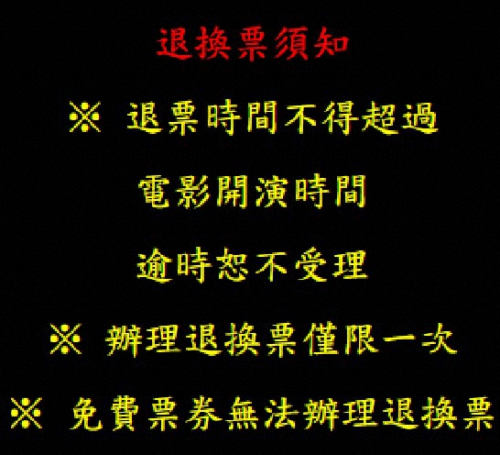 退換票須知
※ 退票時間不得超過
電影開演時間
逾時恕不受理
※ 辦理退換票僅限一次
※ 免費票券無法辦理退換票